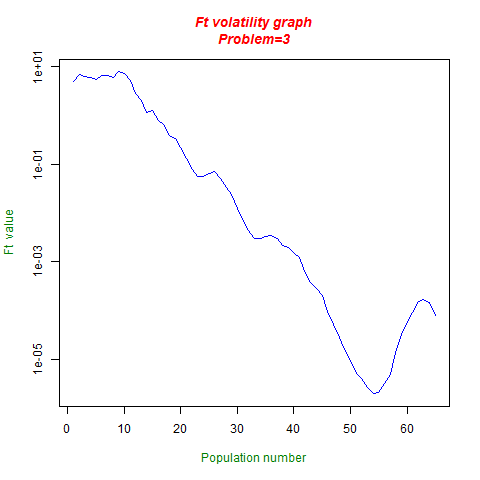 Ft volatility graph
Problem=3
1e+01
1e-01
1e-03
1e-05
Ft value
0 10 20 30 40 50 60
Population number